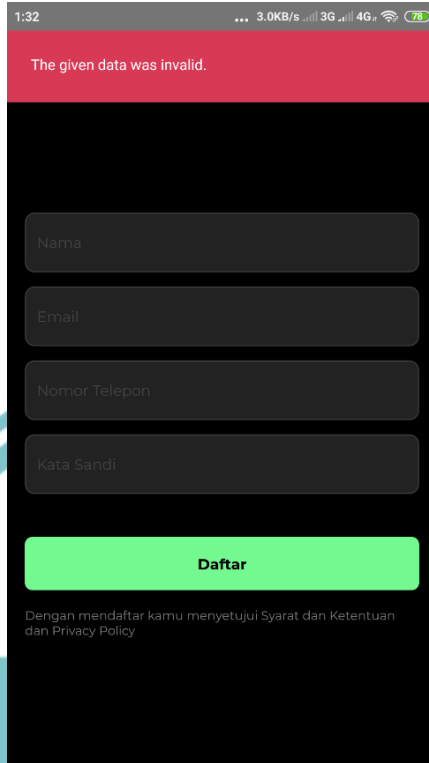 1:32 ... 3.0KB/s 3G 4G 78
The given data was invalid.
Nama
Email
Nomor Telepon
Kata Sandi
Daftar
Dengan mendaftar kamu menyetujui Syarat dan Ketentuan
dan Privacy Policy